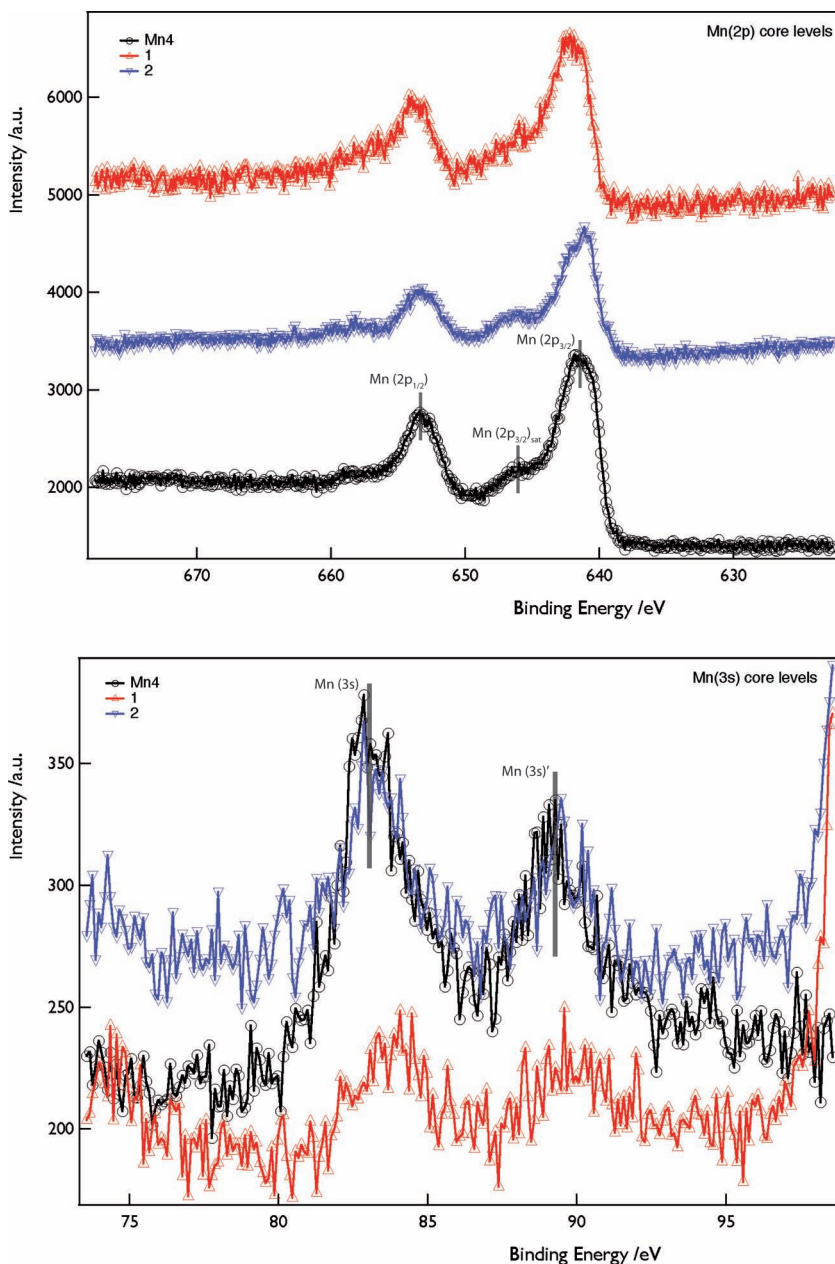 Mn(2p) core levels
Mn4
1
2
Intensity /a.u.
6000
5000
4000
3000
2000
Mn (2p3/2)
Mn (2p1/2)
Mn (2p3/2)sat
670
660
650
640
630
Binding Energy /eV
Mn(3s) core levels
Mn4
1
2
Mn (3s)
Mn (3s)'
Intensity /a.u.
350
300
250
200
75
80
85
90
95
Binding Energy /eV